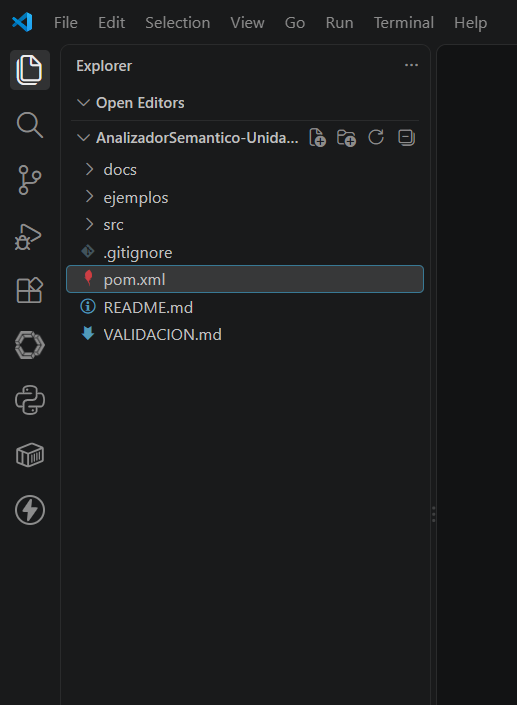 File Edit Selection View Go Run Terminal Help
Explorer
Open Editors
AnalizadorSemantico-Unida...
docs
ejemplos
src
.gitignore
pom.xml
README.md
VALIDACION.md